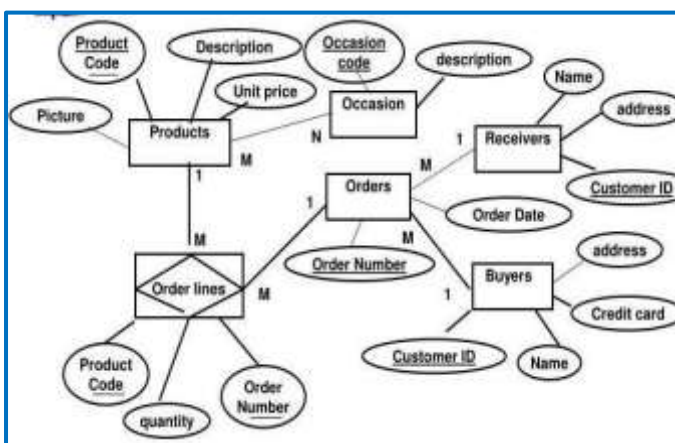 Product
Code
Description
Occasion
code
description
Unit price
Name
Picture
Products
Occasion
address
M
N
1
M
1
Receivers
Orders
1
Customer ID
Order Date
M
M
Order Number
address
Order lines
M
Buyers
1
Credit card
Product
Code
Order
Number
Customer ID
Name
quantity